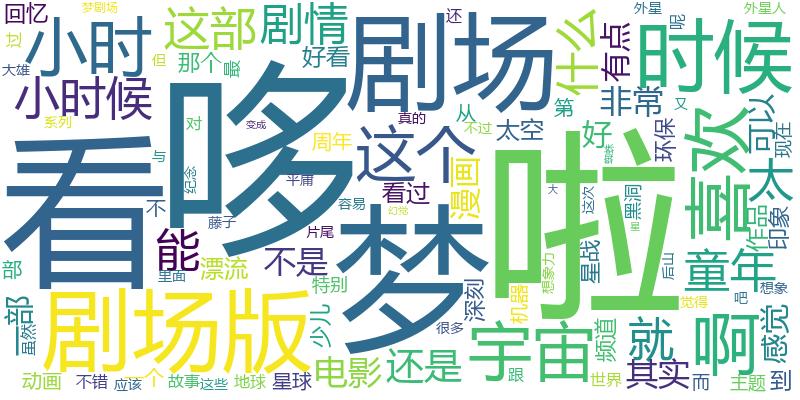 回忆
梦剧场
小时
这部
剧情
剧场
还
什么
外星
呢
外星人
时候
过
但
那个
最
好看
有点
大雄
小时候
哆
非常
可以
现在
从
第
又
系列
对
变成
周年
真的
不过
太空
好
喜欢
太
看
啦
梦
这个
漫画
环保
与
纪念
平庸
看过
容易
幻觉
大
这次
黑洞
作品
印象
不
能
藤子
片尾
不是
星战
后山
童年
想象力
部
里面
漂流
特别
深刻
机器
觉得
吧
想象
部
虽然
剧场版
少儿
很多
宇宙
频道
就
啊
感觉
动画
不错
应该
一个
故事
这些
地球
星球
电影
还是
跟
世界
其实
而
主题
到